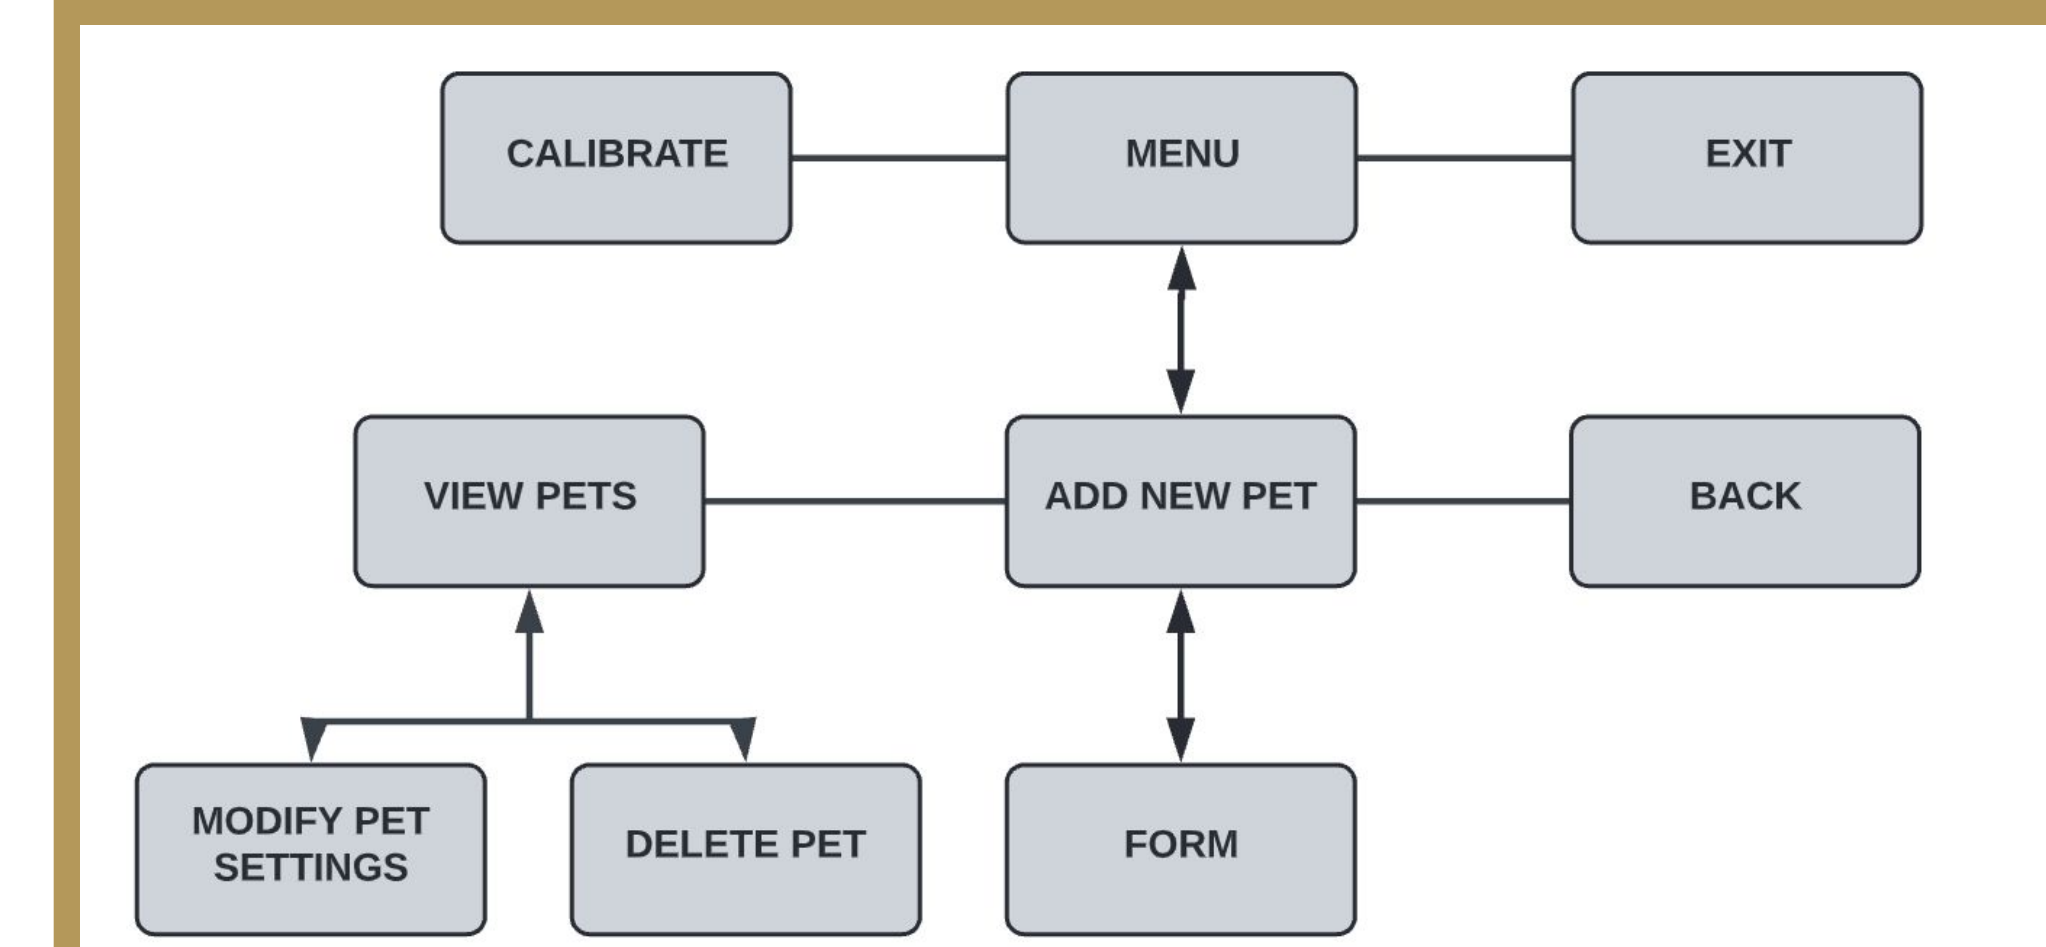 CALIBRATE
MENU
EXIT
VIEW PETS
ADD NEW PET
BACK
MODIFY PET
SETTINGS
DELETE PET
FORM